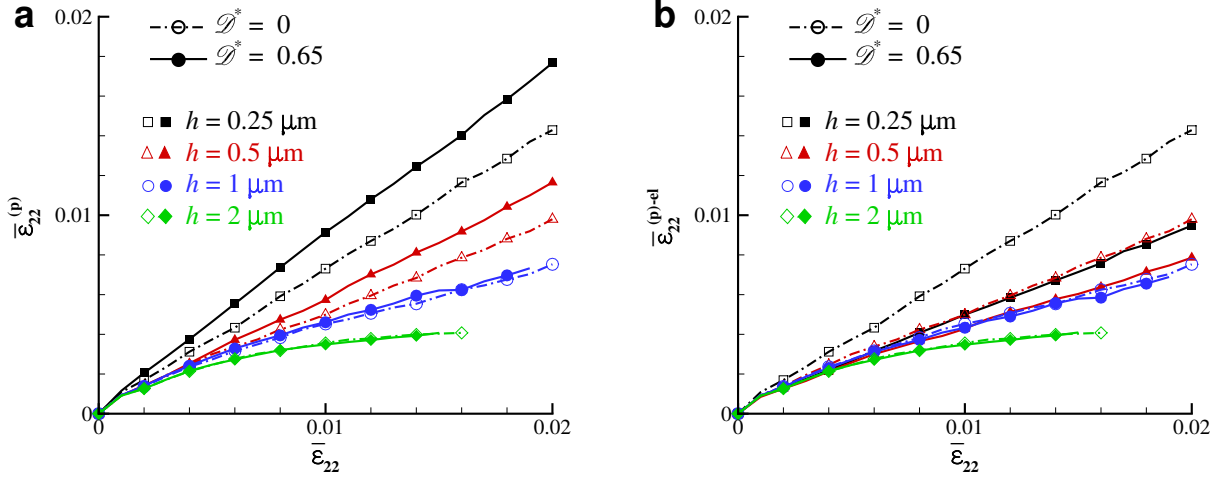 a
0.02
𝒟* = 0
𝒟* = 0.65
h = 0.25 μm
h = 0.5 μm
h = 1 μm
h = 2 μm
0.01
ε̅₂₂⁽ᵖ⁾
0
0
0.01
0.02
ε̅₂₂
b
0.02
𝒟* = 0
𝒟* = 0.65
h = 0.25 μm
h = 0.5 μm
h = 1 μm
h = 2 μm
0.01
ε̅₂₂⁽ᵖ⁾⁻ᵉˡ
0
0
0.01
0.02
ε̅₂₂